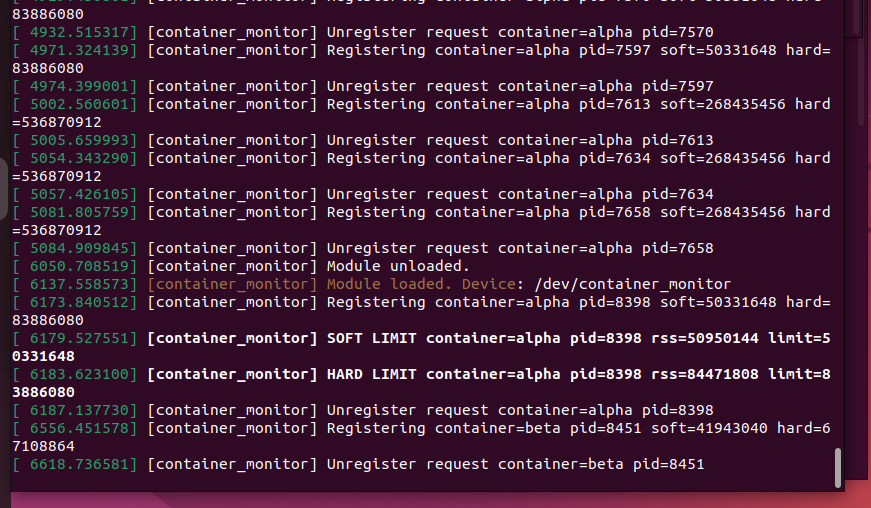 83886080
[ 4932.515317] [container_monitor] Unregister request container=alpha pid=7570
[ 4971.324139] [container_monitor] Registering container=alpha pid=7597 soft=50331648 hard=
83886080
[ 4974.399001] [container_monitor] Unregister request container=alpha pid=7597
[ 5002.560601] [container_monitor] Registering container=alpha pid=7613 soft=268435456 hard
=536870912
[ 5005.659993] [container_monitor] Unregister request container=alpha pid=7613
[ 5054.343290] [container_monitor] Registering container=alpha pid=7634 soft=268435456 hard
=536870912
[ 5057.426105] [container_monitor] Unregister request container=alpha pid=7634
[ 5081.805759] [container_monitor] Registering container=alpha pid=7658 soft=268435456 hard
=536870912
[ 5084.909845] [container_monitor] Unregister request container=alpha pid=7658
[ 6050.708519] [container_monitor] Module unloaded.
[ 6137.558573] [container_monitor] Module loaded. Device: /dev/container_monitor
[ 6173.840512] [container_monitor] Registering container=alpha pid=8398 soft=50331648 hard=
83886080
[ 6179.527551] [container_monitor] SOFT LIMIT container=alpha pid=8398 rss=50950144 limit=5
0331648
[ 6183.623100] [container_monitor] HARD LIMIT container=alpha pid=8398 rss=84471808 limit=8
3886080
[ 6187.137730] [container_monitor] Unregister request container=alpha pid=8398
[ 6556.451578] [container_monitor] Registering container=beta pid=8451 soft=41943040 hard=6
7108864
[ 6618.736581] [container_monitor] Unregister request container=beta pid=8451